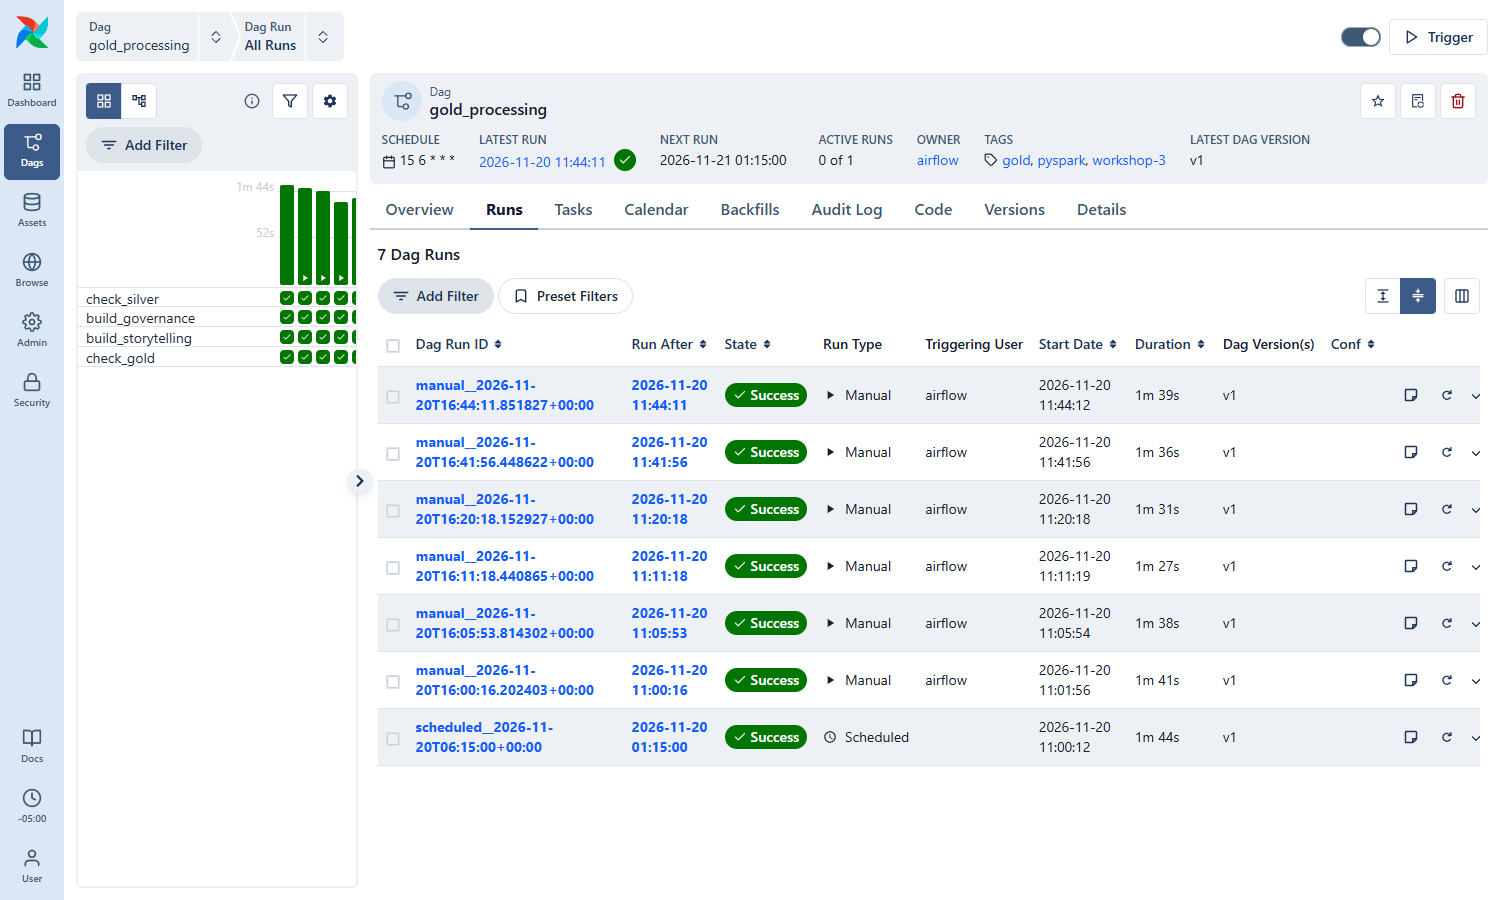 Dag
gold_processing
Dag Run
All Runs
Trigger
Dashboard
Dags
Assets
Browse
Admin
Security
Docs
-05:00
User
Add Filter
1m 44s
52s
check_silver
build_governance
build_storytelling
check_gold
Dag
gold_processing
SCHEDULE
15 6 * * *
LATEST RUN
2026-11-20 11:44:11
NEXT RUN
2026-11-21 01:15:00
ACTIVE RUNS
0 of 1
OWNER
airflow
TAGS
gold, pyspark, workshop-3
LATEST DAG VERSION
v1
Overview Runs Tasks Calendar Backfills Audit Log Code Versions Details
7 Dag Runs
Add Filter Preset Filters
Dag Run ID Run After State Run Type Triggering User Start Date Duration Dag Version(s) Conf
manual__2026-11-20T16:44:11.851827+00:00 2026-11-20 11:44:11 Success Manual airflow 2026-11-20 11:44:12 1m 39s v1
manual__2026-11-20T16:41:56.448622+00:00 2026-11-20 11:41:56 Success Manual airflow 2026-11-20 11:41:56 1m 36s v1
manual__2026-11-20T16:20:18.152927+00:00 2026-11-20 11:20:18 Success Manual airflow 2026-11-20 11:20:18 1m 31s v1
manual__2026-11-20T16:11:18.440865+00:00 2026-11-20 11:11:18 Success Manual airflow 2026-11-20 11:11:19 1m 27s v1
manual__2026-11-20T16:05:53.814302+00:00 2026-11-20 11:05:53 Success Manual airflow 2026-11-20 11:05:54 1m 38s v1
manual__2026-11-20T16:00:16.202403+00:00 2026-11-20 11:00:16 Success Manual airflow 2026-11-20 11:01:56 1m 41s v1
scheduled__2026-11-20T06:15:00+00:00 2026-11-20 01:15:00 Success Scheduled 2026-11-20 11:00:12 1m 44s v1